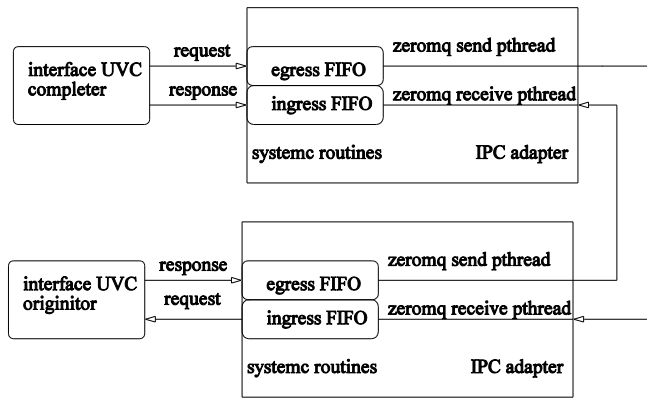 request
zeromq send pthread
interface UVC
completer
egress FIFO
response
zeromq receive pthread
ingress FIFO
systemc routines
IPC adapter
response
zeromq send pthread
interface UVC
originitor
egress FIFO
request
zeromq receive pthread
ingress FIFO
systemc routines
IPC adapter